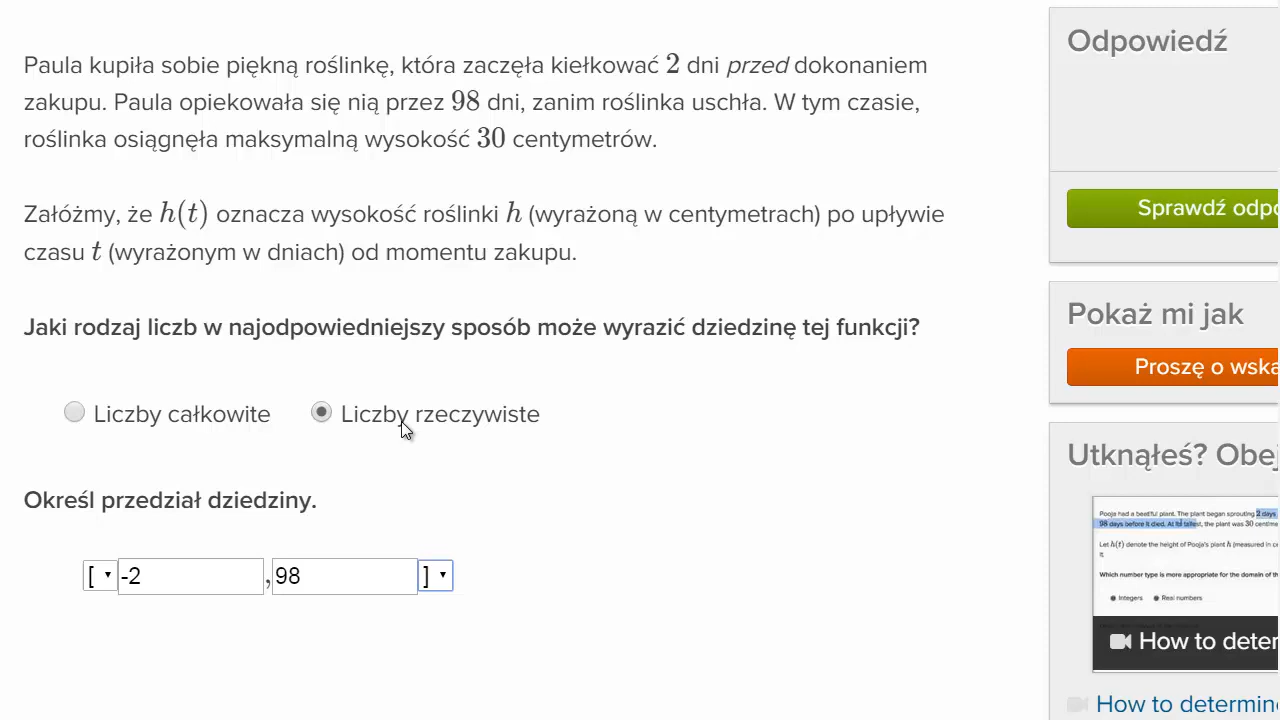 Paula kupiła sobie piękną roślinkę, która zaczęła kiełkować 2 dni przed dokonaniem
zakupu. Paula opiekowała się nią przez 98 dni, zanim roślinka uschła. W tym czasie,
roślinka osiągnęła maksymalną wysokość 30 centymetrów.
Załóżmy, że h(t) oznacza wysokość roślinki h (wyrażoną w centymetrach) po upływie
czasu t (wyrażonym w dniach) od momentu zakupu.
Jaki rodzaj liczb w najodpowiedniejszy sposób może wyrazić dziedzinę tej funkcji?
Liczby całkowite
Liczby rzeczywiste
Określ przedział dziedziny.
[ -2 , 98 ]
Odpowiedź
Sprawdź odpo
Pokaż mi jak
Proszę o wska
Utknąłeś? Obej
Pooja had a beatiful plant. The plant began sprouting 2 days
98 days before it died. At its tallest, the plant was 30 centime
Let h(t) denote the height of Pooja's plant h (measured in ce
t.
Which number type is more appropriate for the domain of th
Integers
Real numbers
How to deter
How to determin